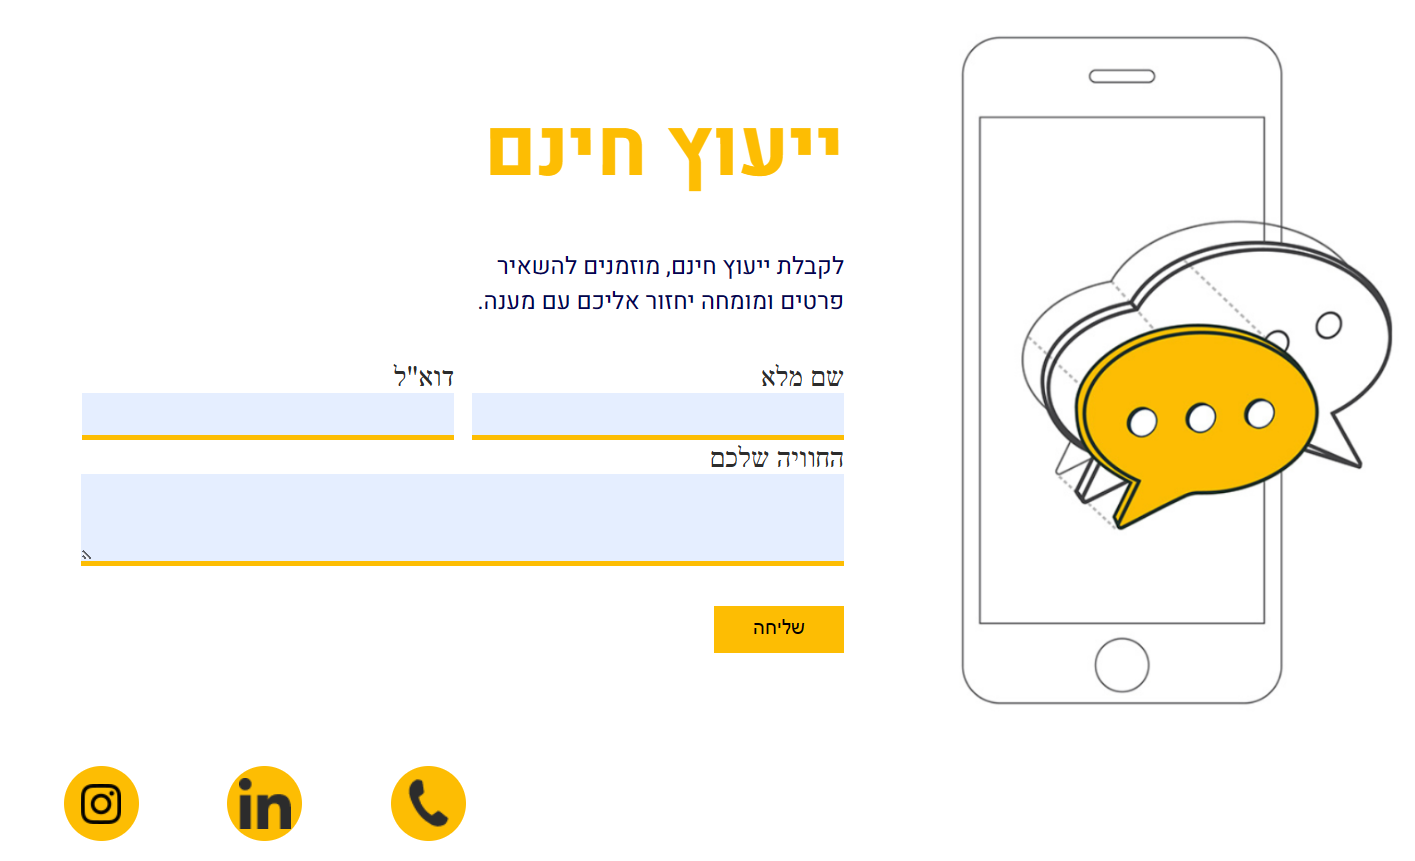 ייעוץ חינם
לקבלת ייעוץ חינם, מוזמנים להשאיר
פרטים ומומחה יחזור אליכם עם מענה.
שם מלא
דוא"ל
החוויה שלכם
שליחה
in